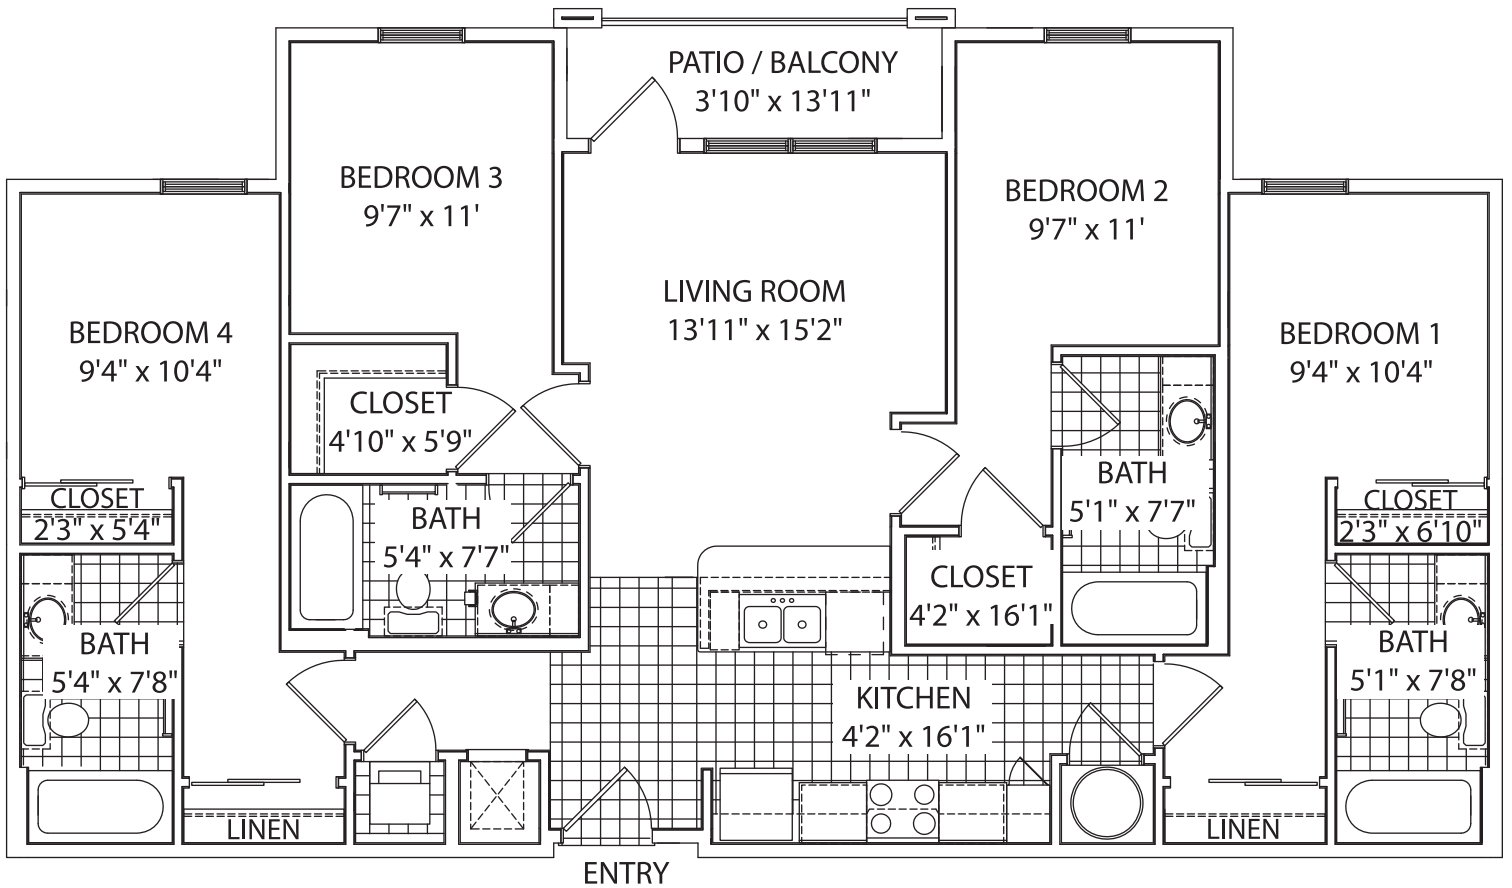 PATIO / BALCONY
3'10" x 13'11"
BEDROOM 3
9'7" x 11'
BEDROOM 2
9'7" x 11'
LIVING ROOM
13'11" x 15'2"
BEDROOM 4
9'4" x 10'4"
BEDROOM 1
9'4" x 10'4"
CLOSET
4'10" x 5'9"
CLOSET
2'3" x 5'4"
BATH
5'4" x 7'7"
BATH
5'1" x 7'7"
CLOSET
2'3" x 6'10"
CLOSET
4'2" x 16'1"
BATH
5'4" x 7'8"
BATH
5'1" x 7'8"
KITCHEN
4'2" x 16'1"
LINEN
LINEN
ENTRY